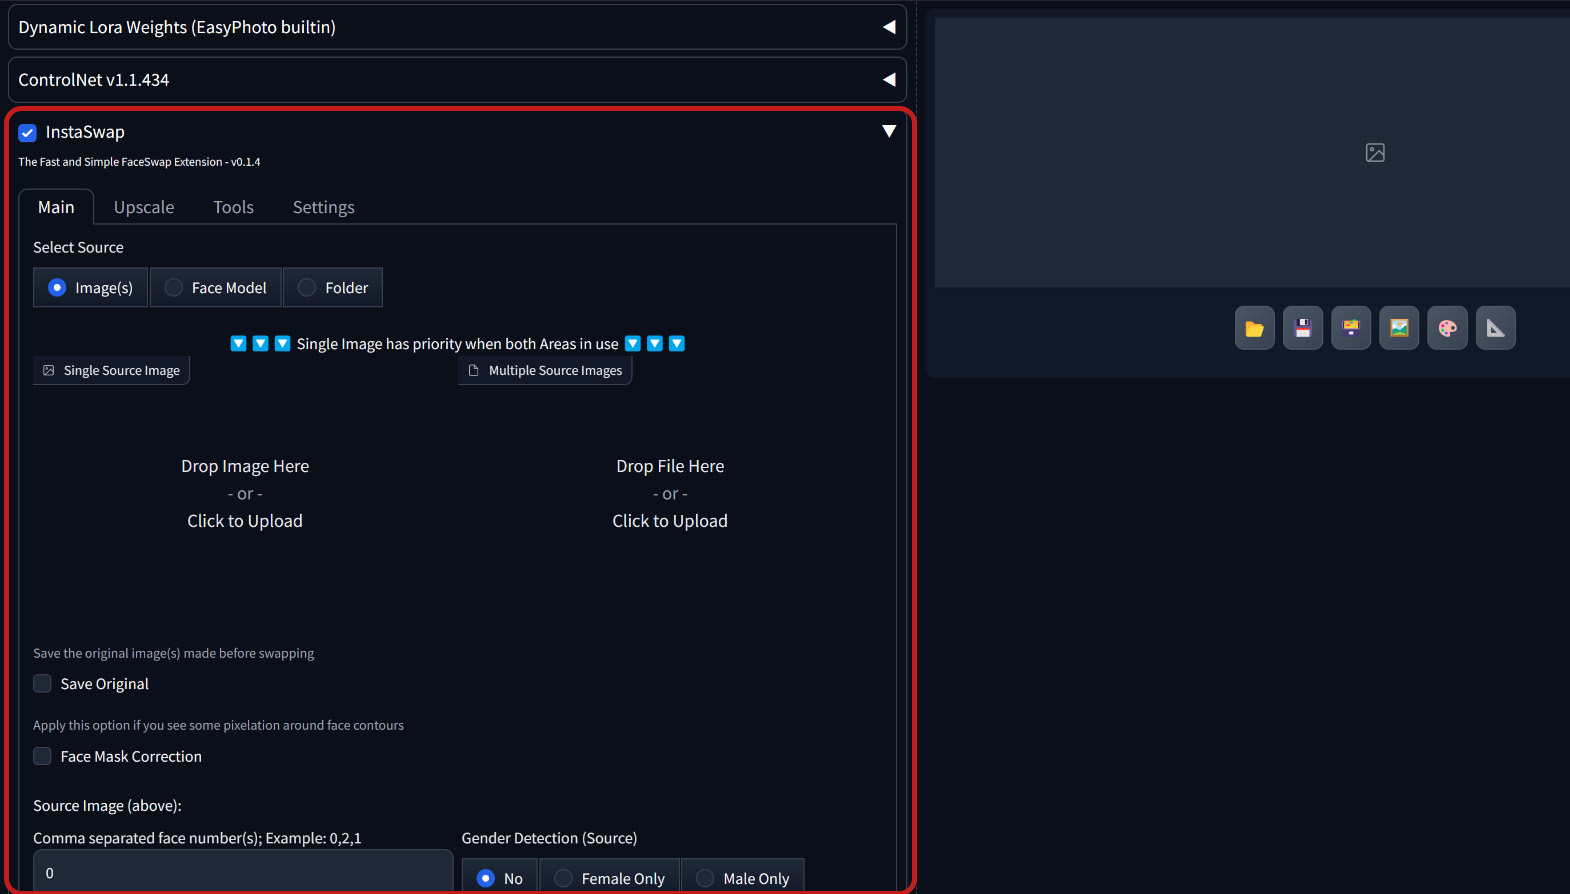 Dynamic Lora Weights (EasyPhoto builtin)
ControlNet v1.1.434
InstaSwap
The Fast and Simple FaceSwap Extension - v0.1.4
Main Upscale Tools Settings
Select Source
Image(s) Face Model Folder
Single Image has priority when both Areas in use
Single Source Image Multiple Source Images
Drop Image Here Drop File Here
- or - - or -
Click to Upload Click to Upload
Save the original image(s) made before swapping
Save Original
Apply this option if you see some pixelation around face contours
Face Mask Correction
Source Image (above):
Comma separated face number(s); Example: 0,2,1 Gender Detection (Source)
0 No Female Only Male Only